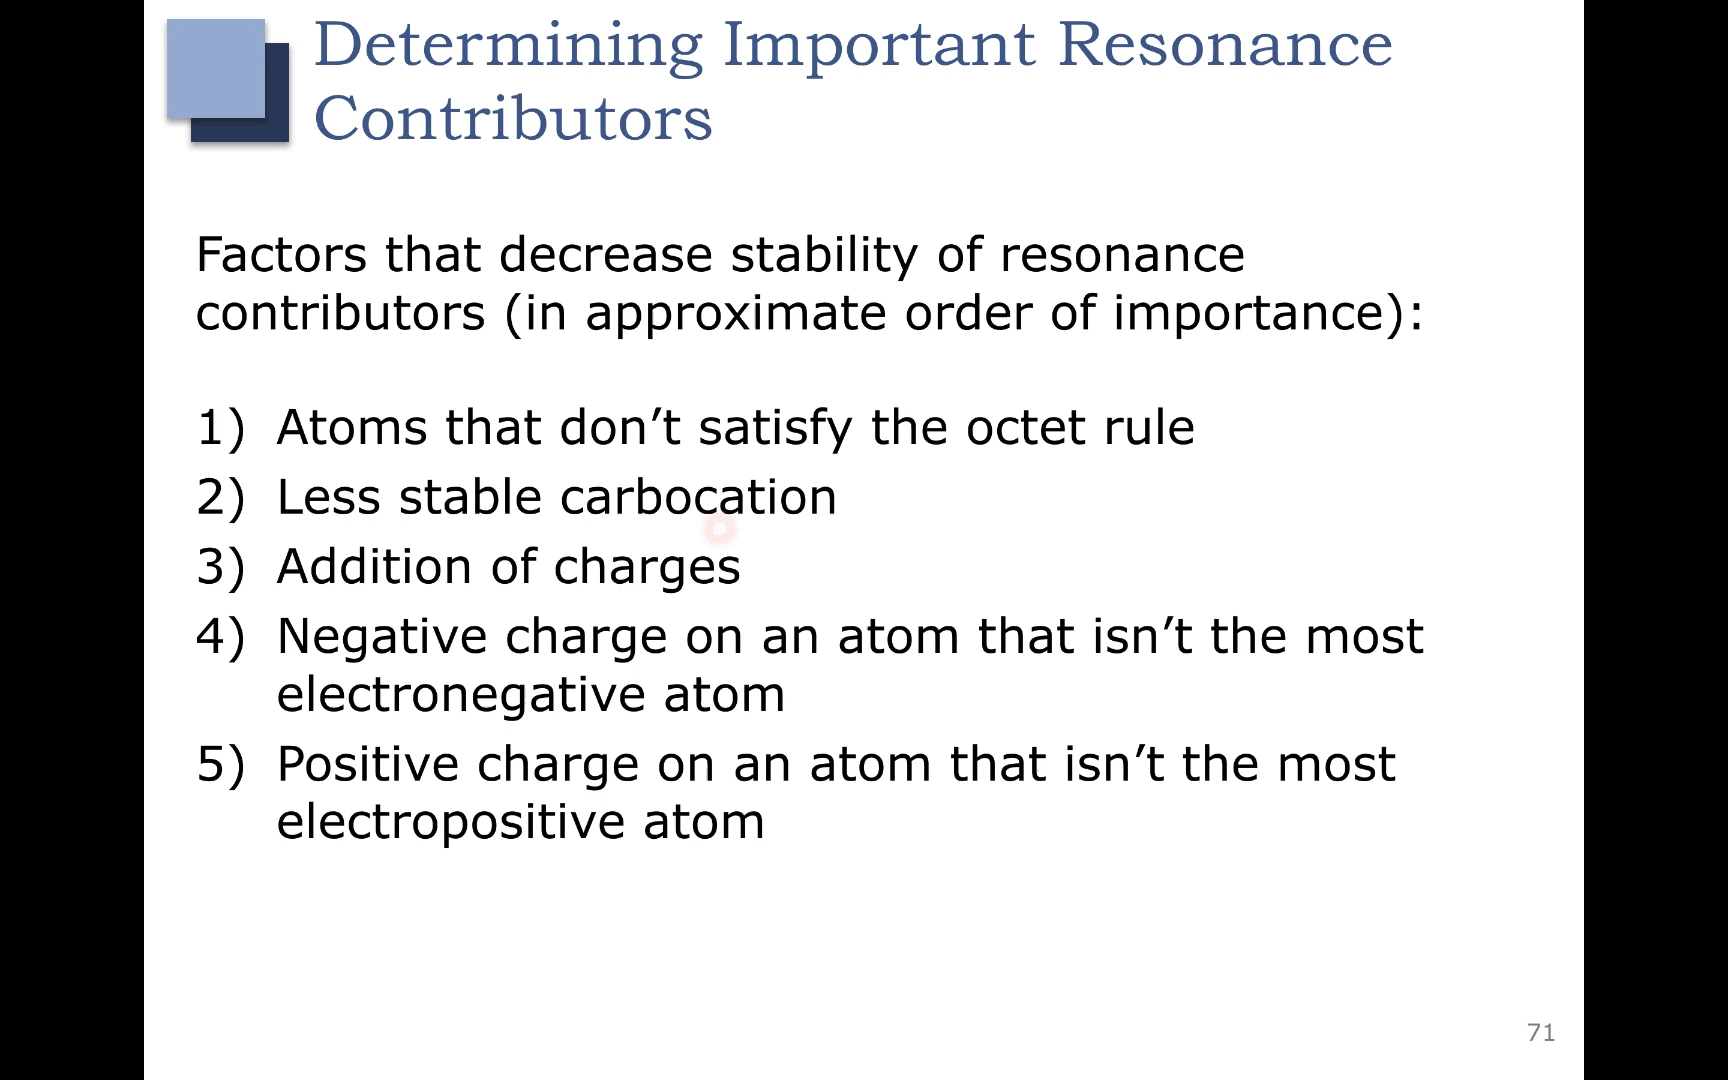 Determining Important Resonance
Contributors
Factors that decrease stability of resonance
contributors (in approximate order of importance):
1) Atoms that don’t satisfy the octet rule
2) Less stable carbocation
3) Addition of charges
4) Negative charge on an atom that isn’t the most
electronegative atom
5) Positive charge on an atom that isn’t the most
electropositive atom
71